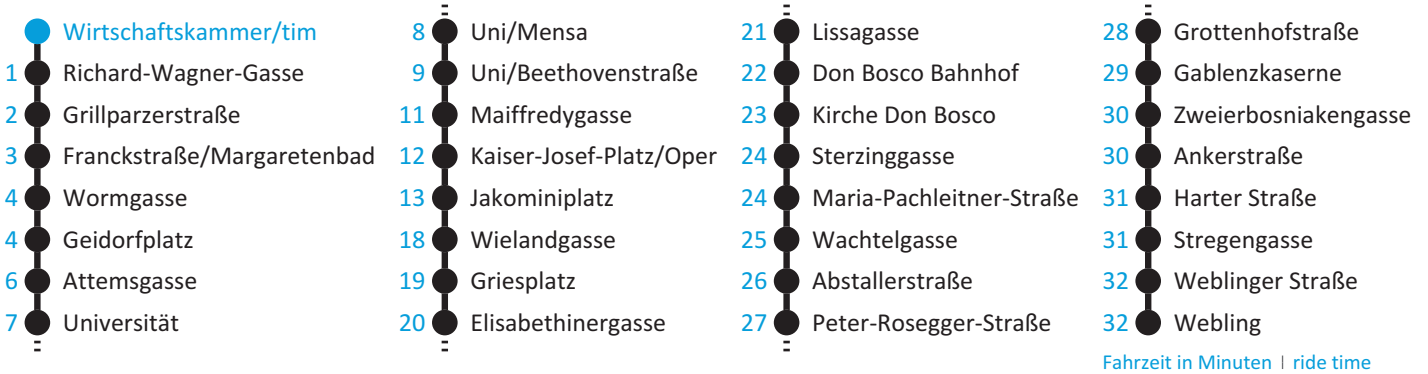 Wirtschaftskammer/tim
1 Richard-Wagner-Gasse
2 Grillparzerstraße
3 Franckstraße/Margaretenbad
4 Wormgasse
4 Geidorfplatz
6 Attemsgasse
7 Universität
8 Uni/Mensa
9 Uni/Beethovenstraße
11 Maiffredygasse
12 Kaiser-Josef-Platz/Oper
13 Jakominiplatz
18 Wielandgasse
19 Griesplatz
20 Elisabethinergasse
21 Lissagasse
22 Don Bosco Bahnhof
23 Kirche Don Bosco
24 Sterzinggasse
24 Maria-Pachleitner-Straße
25 Wachtelgasse
26 Abstallerstraße
27 Peter-Rosegger-Straße
28 Grottenhofstraße
29 Gablenzkaserne
30 Zweierbosniakengasse
30 Ankerstraße
31 Harter Straße
31 Stregengasse
32 Weblinger Straße
32 Webling
Fahrzeit in Minuten | ride time